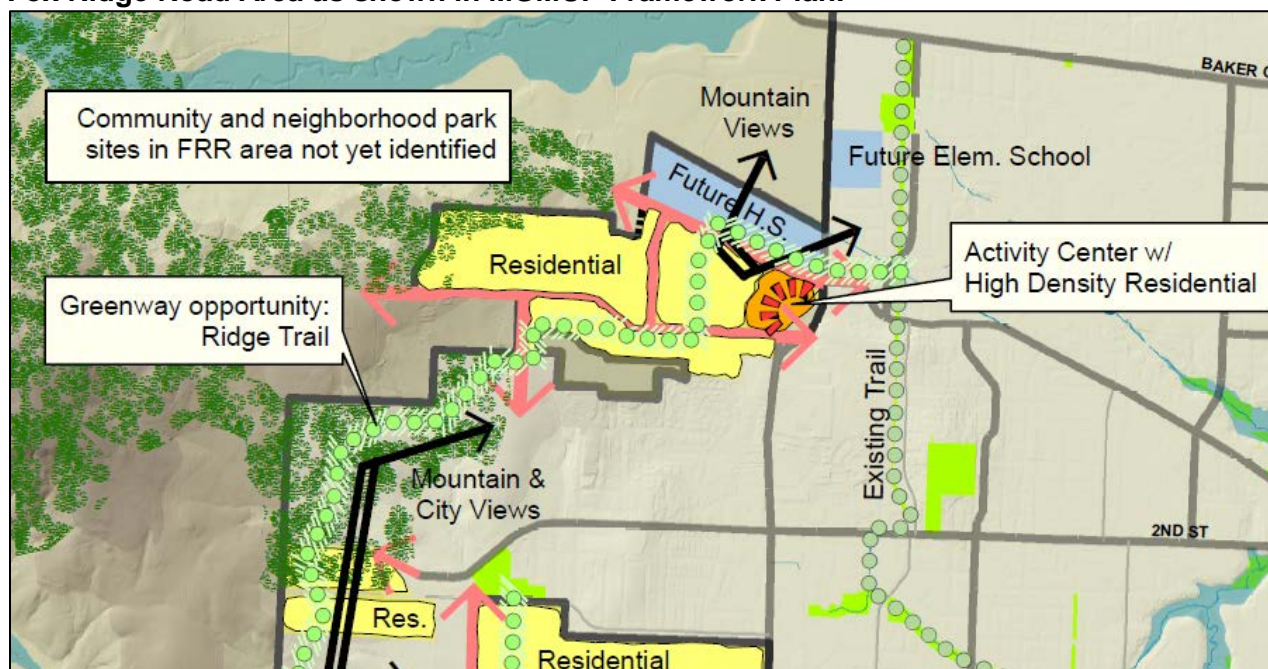 Mountain
Views
BAKER
Community and neighborhood park
sites in FRR area not yet identified
Future Elem. School
Future H.S.
Activity Center w/
High Density Residential
Residential
Greenway opportunity:
Ridge Trail
Existing Trail
Mountain &
City Views
2ND ST
Res.
Residential